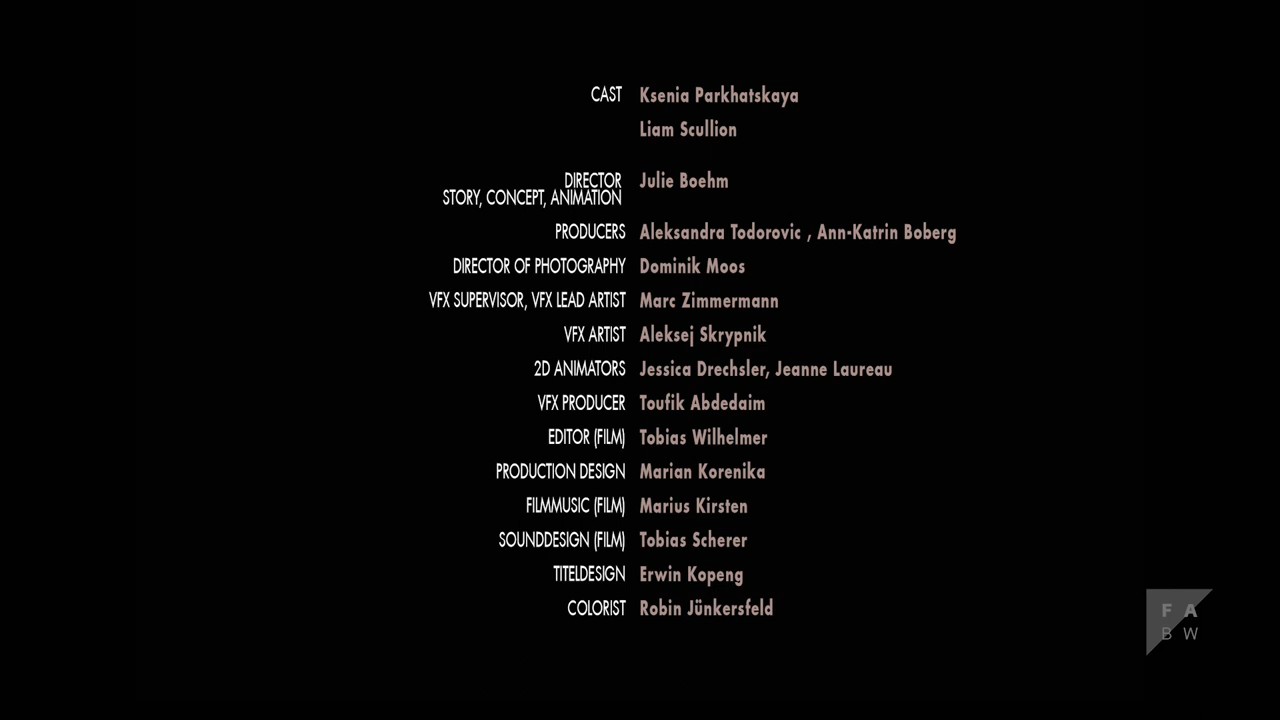 CAST Ksenia Parkhatskaya
Liam Scullion
DIRECTOR Julie Boehm
STORY, CONCEPT, ANIMATION
PRODUCERS Aleksandra Todorovic , Ann-Katrin Boberg
DIRECTOR OF PHOTOGRAPHY Dominik Moos
VFX SUPERVISOR, VFX LEAD ARTIST Marc Zimmermann
VFX ARTIST Aleksej Skrypnik
2D ANIMATORS Jessica Drechsler, Jeanne Laureau
VFX PRODUCER Toufik Abdedaim
EDITOR (FILM) Tobias Wilhelmer
PRODUCTION DESIGN Marian Korenika
FILMMUSIC (FILM) Marius Kirsten
SOUNDDESIGN (FILM) Tobias Scherer
TITELDESIGN Erwin Kopeng
COLORIST Robin Jünkersfeld
F A
B W